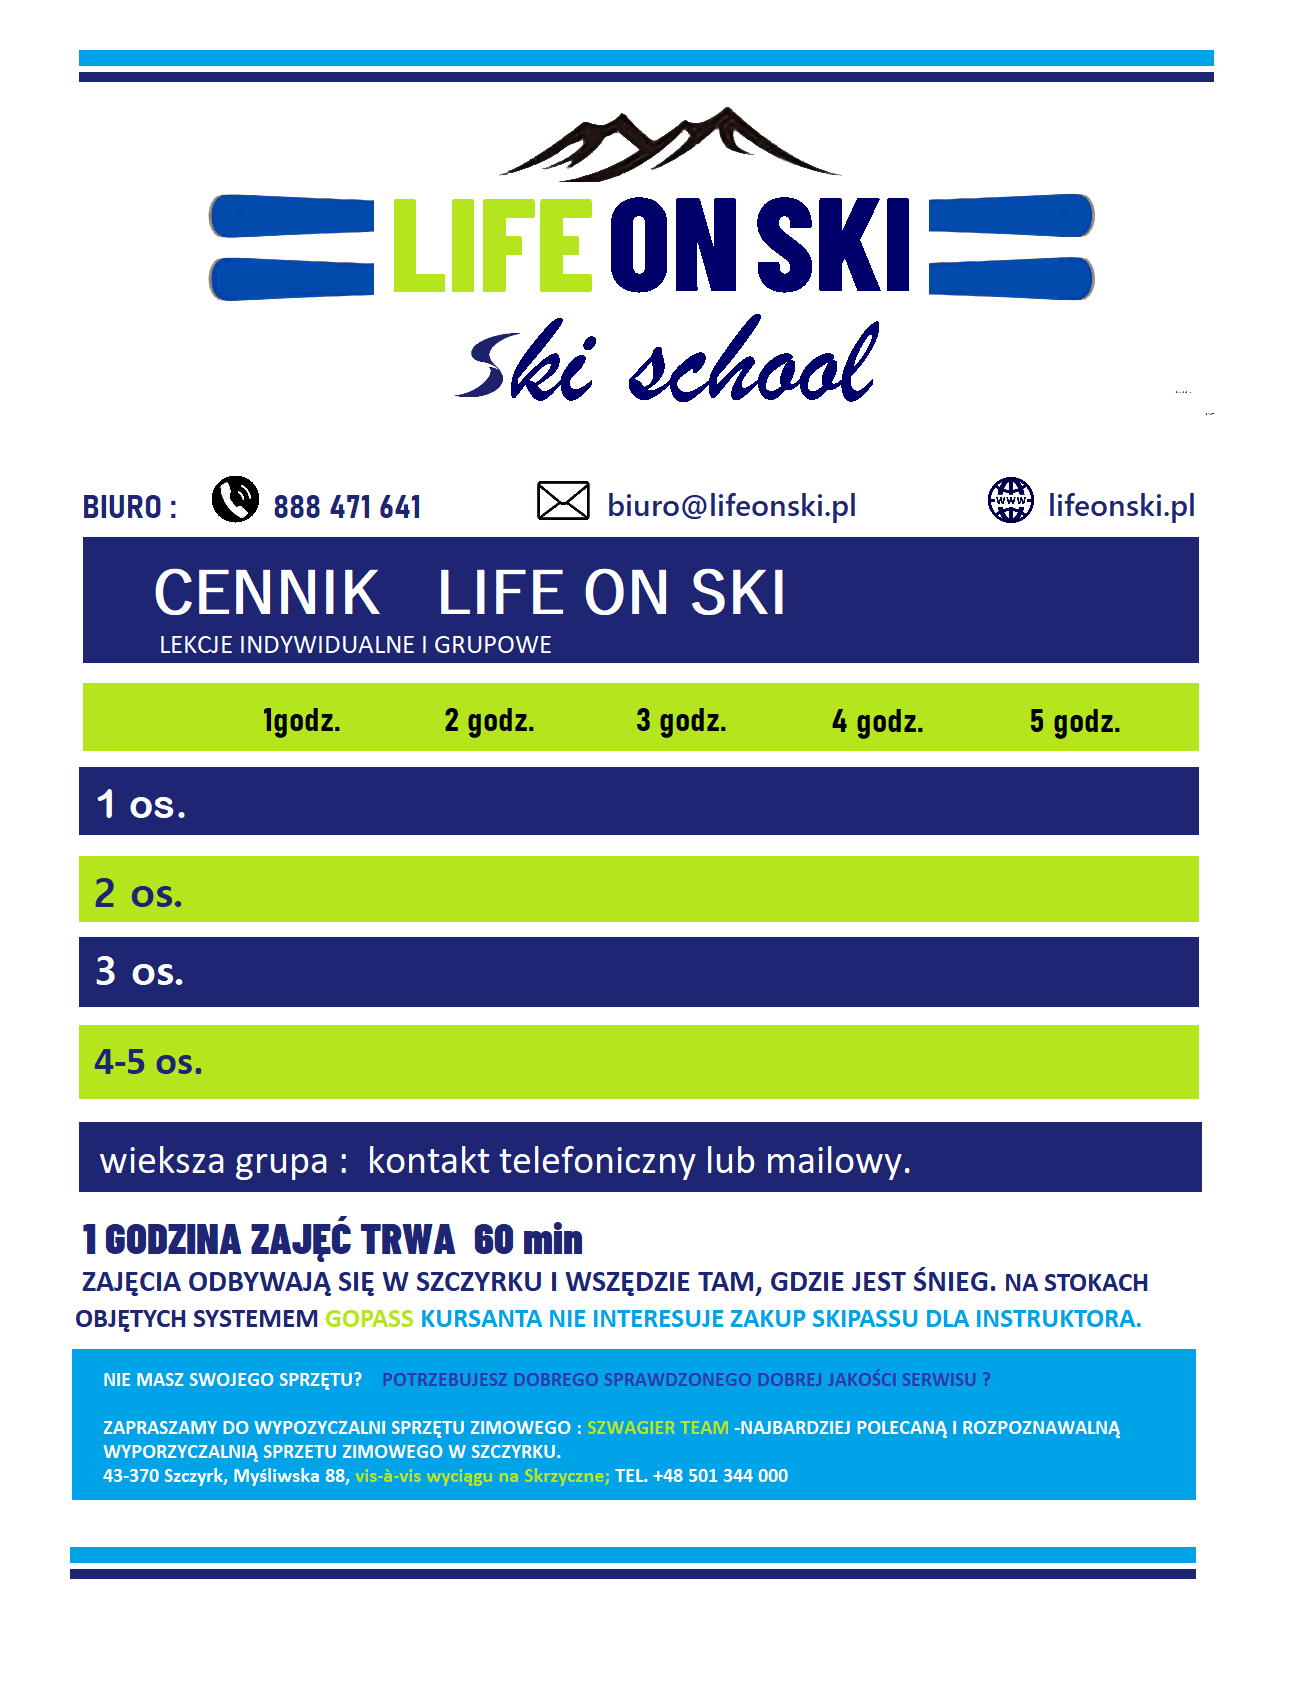 LIFE ON SKI
Ski school
BIURO : 888 471 641 biuro@lifeonski.pl www lifeonski.pl
CENNIK LIFE ON SKI
LEKCJE INDYWIDUALNE I GRUPOWE
1godz. 2 godz. 3 godz. 4 godz. 5 godz.
1 os.
2 os.
3 os.
4-5 os.
wieksza grupa : kontakt telefoniczny lub mailowy.
1 GODZINA ZAJĘĆ TRWA 60 min
ZAJĘCIA ODBYWAJĄ SIĘ W SZCZYRKU I WSZĘDZIE TAM, GDZIE JEST ŚNIEG. NA STOKACH
OBJĘTYCH SYSTEMEM GOPASS KURSANTA NIE INTERESUJE ZAKUP SKIPASSU DLA INSTRUKTORA.
NIE MASZ SWOJEGO SPRZĘTU? POTRZEBUJESZ DOBREGO SPRAWDZONEGO DOBREJ JAKOŚCI SERWISU ?
ZAPRASZAMY DO WYPOZYCZALNI SPRZĘTU ZIMOWEGO : SZWAGIER TEAM -NAJBARDZIEJ POLECANĄ I ROZPOZNAWALNĄ
WYPORZYCZALNIĄ SPRZETU ZIMOWEGO W SZCZYRKU.
43-370 Szczyrk, Myśliwska 88, vis-à-vis wyciągu na Skrzyczne; TEL. +48 501 344 000